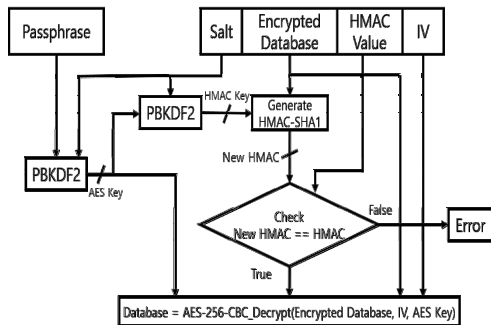 Passphrase
Salt
Encrypted
Database
HMAC
Value
IV
PBKDF2
HMAC Key
Generate
HMAC-SHA1
PBKDF2
AES Key
New HMAC
Check
New HMAC == HMAC
False
Error
True
Database = AES-256-CBC_Decrypt(Encrypted Database, IV, AES Key)